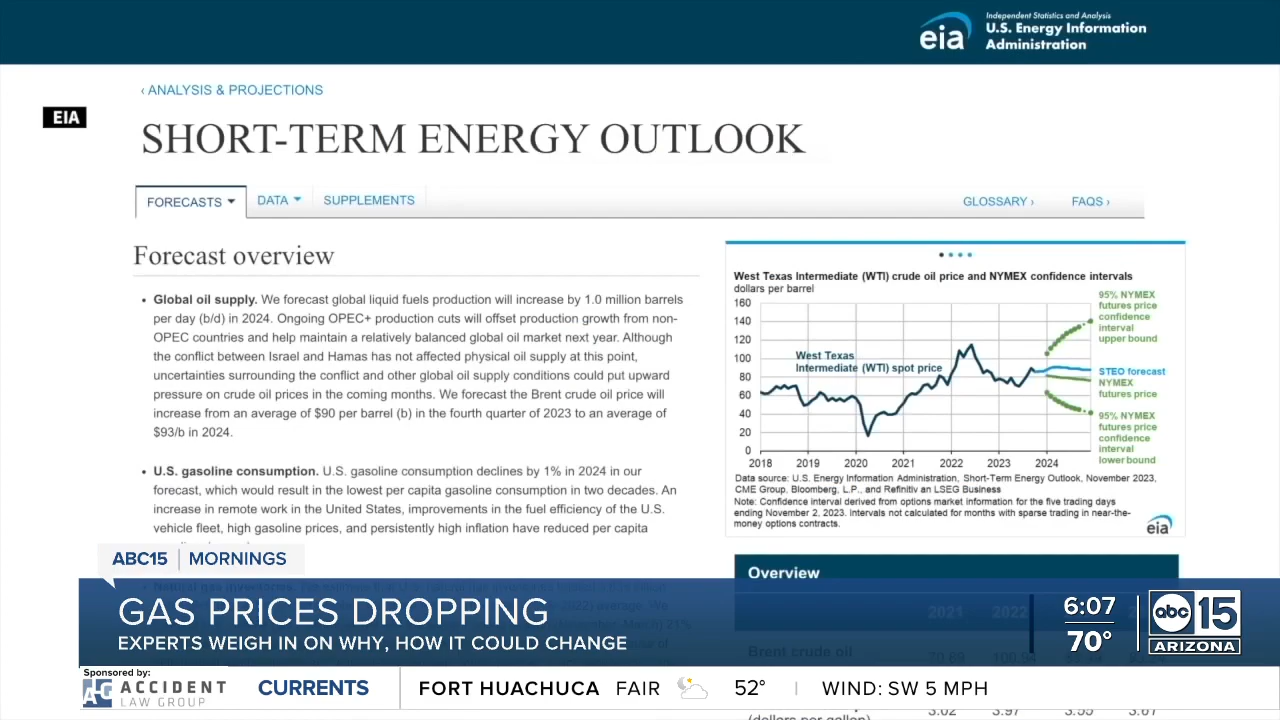 Independent Statistics and Analysis
eia
U.S. Energy Information
Administration
‹ ANALYSIS & PROJECTIONS
EIA
SHORT-TERM ENERGY OUTLOOK
FORECASTS
DATA
SUPPLEMENTS
GLOSSARY ›
FAQS ›
Forecast overview
• Global oil supply. We forecast global liquid fuels production will increase by 1.0 million barrels
per day (b/d) in 2024. Ongoing OPEC+ production cuts will offset production growth from non-
OPEC countries and help maintain a relatively balanced global oil market next year. Although
the conflict between Israel and Hamas has not affected physical oil supply at this point,
uncertainties surrounding the conflict and other global oil supply conditions could put upward
pressure on crude oil prices in the coming months. We forecast the Brent crude oil price will
increase from an average of $90 per barrel (b) in the fourth quarter of 2023 to an average of
$93/b in 2024.
• U.S. gasoline consumption. U.S. gasoline consumption declines by 1% in 2024 in our
forecast, which would result in the lowest per capita gasoline consumption in two decades. An
increase in remote work in the United States, improvements in the fuel efficiency of the U.S.
vehicle fleet, high gasoline prices, and persistently high inflation have reduced per capita
West Texas Intermediate (WTI) crude oil price and NYMEX confidence intervals
dollars per barrel
160
140
120
100
80
60
40
20
0
2018
2019
2020
2021
2022
2023
2024
West Texas
Intermediate (WTI) spot price
95% NYMEX
futures price
confidence
interval
upper bound
STEO forecast
NYMEX
futures price
95% NYMEX
futures price
confidence
interval
lower bound
Data source: U.S. Energy Information Administration, Short-Term Energy Outlook, November 2023,
CME Group, Bloomberg, L.P., and Refinitiv an LSEG Business
Note: Confidence interval derived from options market information for the five trading days
ending November 2, 2023. Intervals not calculated for months with sparse trading in near-the-
money options contracts.
eia
Overview
2021
2022
Brent crude oil
(dollars per gallon)
3.02
3.97
3.55
3.61
ABC15
MORNINGS
GAS PRICES DROPPING
EXPERTS WEIGH IN ON WHY, HOW IT COULD CHANGE
6:07
70°
abc
15
ARIZONA
Sponsored by:
AG
ACCIDENT
LAW GROUP
CURRENTS
FORT HUACHUCA
FAIR
52°
WIND: SW 5 MPH